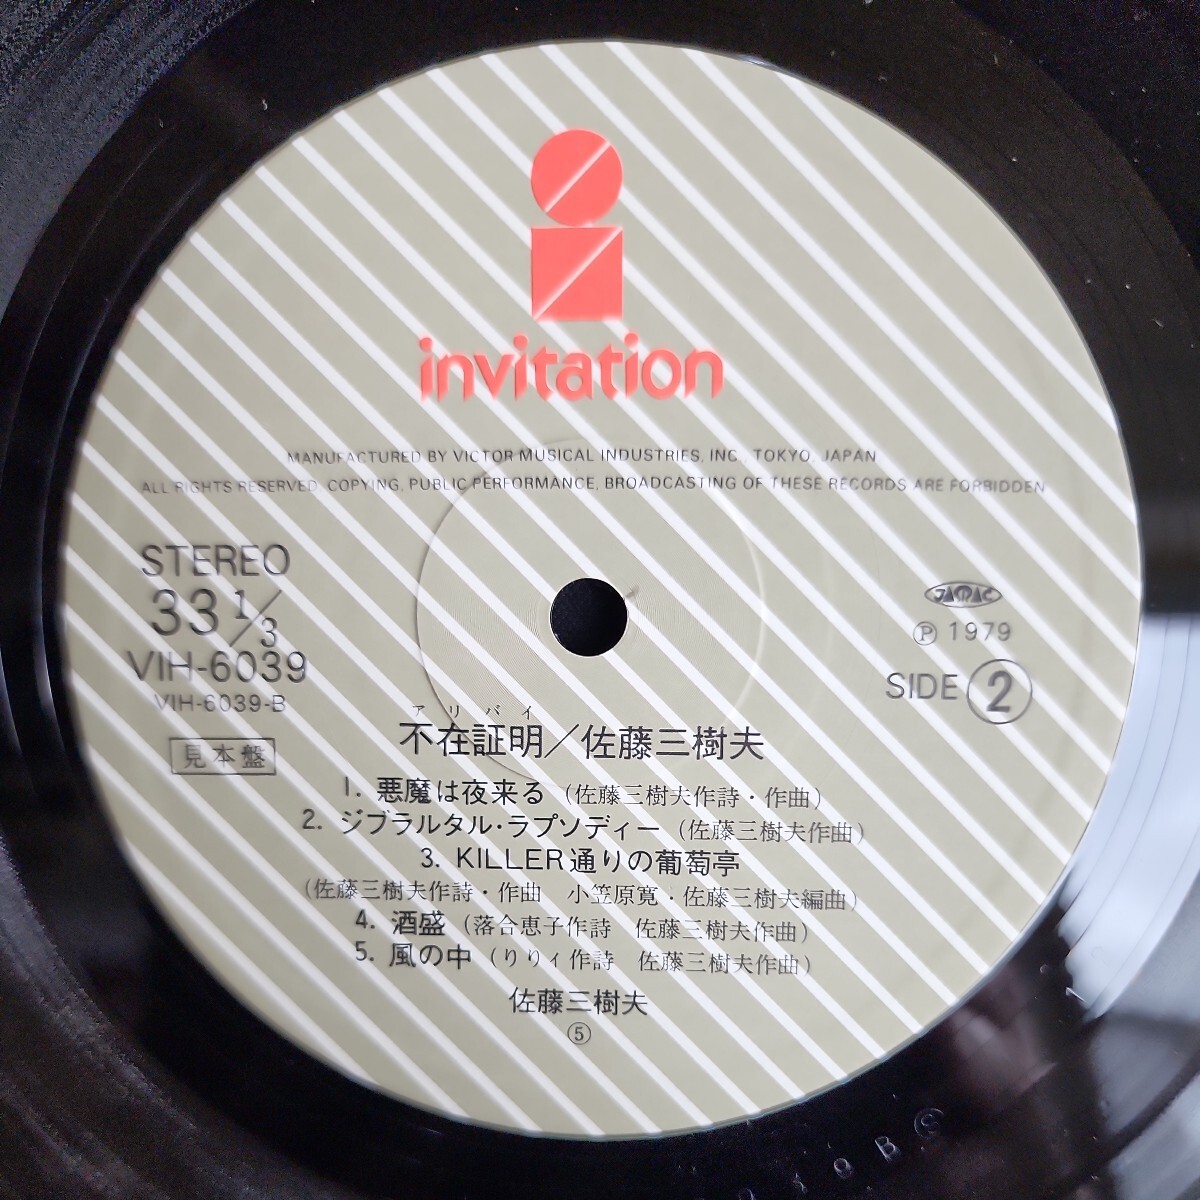 invitation
MANUFACTURED BY VICTOR MUSICAL INDUSTRIES, INC., TOKYO, JAPAN
ALL RIGHTS RESERVED. COPYING, PUBLIC PERFORMANCE, BROADCASTING OF THESE RECORDS ARE FORBIDDEN
STEREO
33 1/3
VIH-6039
VIH-6039-B
見本盤
JASRAC
Ⓟ 1979
SIDE 2
アリバイ
不在証明/佐藤三樹夫
1. 悪魔は夜来る (佐藤三樹夫作詩・作曲)
2. ジブラルタル・ラプソディー (佐藤三樹夫作曲)
3. KILLER通りの葡萄亭
(佐藤三樹夫作詩・作曲 小笠原寛・佐藤三樹夫編曲)
4. 酒盛 (落合恵子作詩 佐藤三樹夫作曲)
5. 風の中 (りりィ作詩 佐藤三樹夫作曲)
佐藤三樹夫
⑤